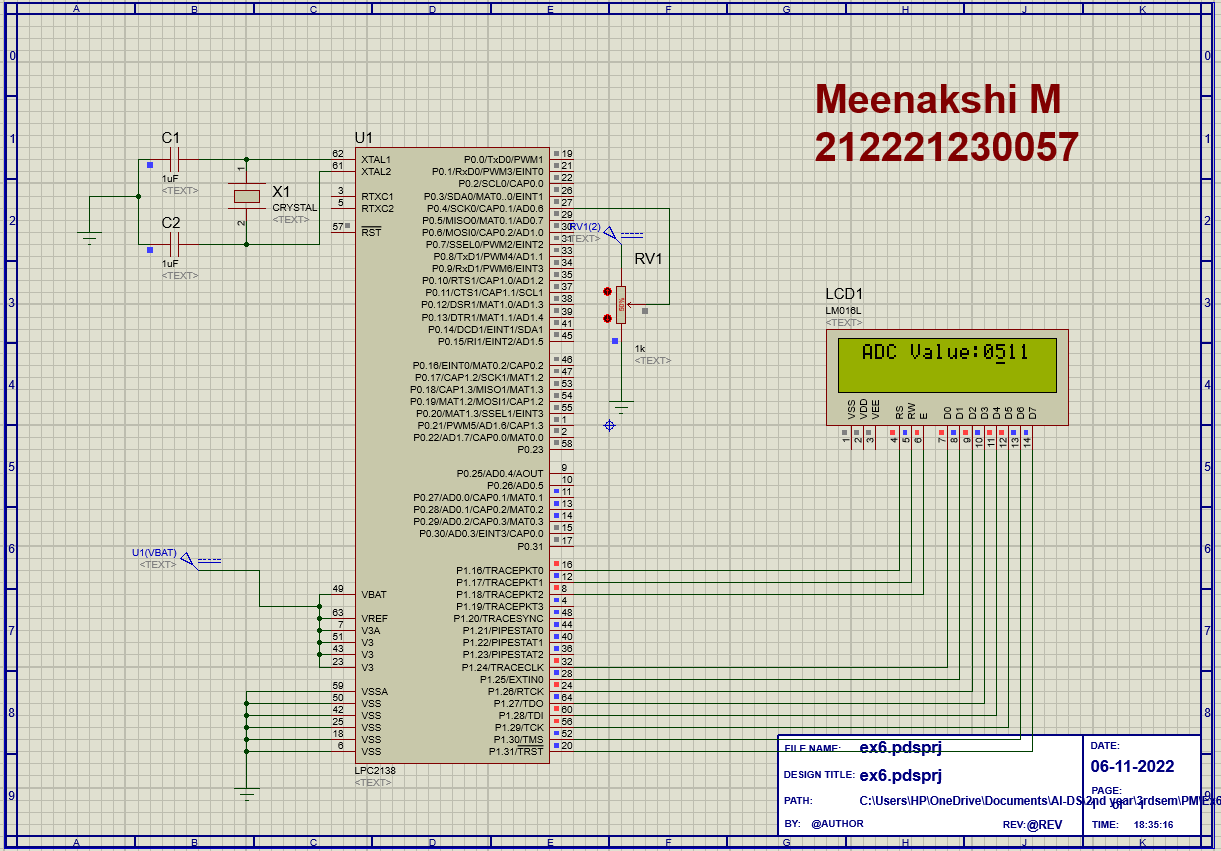 A B C D E F G H J K
0 0
Meenakshi M
212221230057
1 1
C1
1uF
<TEXT>
X1
CRYSTAL
<TEXT>
1
2
2 2
C2
1uF
<TEXT>
U1
62 XTAL1 P0.0/TxD0/PWM1 19
61 XTAL2 P0.1/RxD0/PWM3/EINT0 21
P0.2/SCL0/CAP0.0 22
3 RTXC1 P0.3/SDA0/MAT0..0/EINT1 26
5 RTXC2 P0.4/SCK0/CAP0.1/AD0.6 27
P0.5/MISO0/MAT0.1/AD0.7 29
57 RST P0.6/MOSI0/CAP0.2/AD1.0 30
P0.7/SSEL0/PWM2/EINT2 31
P0.8/TxD1/PWM4/AD1.1 33
P0.9/RxD1/PWM6/EINT3 34
P0.10/RTS1/CAP1.0/AD1.2 35
P0.11/CTS1/CAP1.1/SCL1 37
P0.12/DSR1/MAT1.0/AD1.3 38
P0.13/DTR1/MAT1.1/AD1.4 39
P0.14/DCD1/EINT1/SDA1 41
P0.15/RI1/EINT2/AD1.5 45
P0.16/EINT0/MAT0.2/CAP0.2 46
P0.17/CAP1.2/SCK1/MAT1.2 47
P0.18/CAP1.3/MISO1/MAT1.3 53
P0.19/MAT1.2/MOSI1/CAP1.2 54
P0.20/MAT1.3/SSEL1/EINT3 55
P0.21/PWM5/AD1.6/CAP1.3 1
P0.22/AD1.7/CAP0.0/MAT0.0 2
P0.23 58
P0.25/AD0.4/AOUT 9
P0.26/AD0.5 10
P0.27/AD0.0/CAP0.1/MAT0.1 11
P0.28/AD0.1/CAP0.2/MAT0.2 13
P0.29/AD0.2/CAP0.3/MAT0.3 14
P0.30/AD0.3/EINT3/CAP0.0 15
P0.31 17
P1.16/TRACEPKT0 16
P1.17/TRACEPKT1 12
49 VBAT P1.18/TRACEPKT2 8
P1.19/TRACEPKT3 4
63 VREF P1.20/TRACESYNC 48
7 V3A P1.21/PIPESTAT0 44
51 V3 P1.22/PIPESTAT1 40
43 V3 P1.23/PIPESTAT2 36
23 V3 P1.24/TRACECLK 32
P1.25/EXTIN0 28
59 VSSA P1.26/RTCK 24
50 VSS P1.27/TDO 64
42 VSS P1.28/TDI 60
25 VSS P1.29/TCK 56
18 VSS P1.30/TMS 52
6 VSS P1.31/TRST 20
LPC2138
<TEXT>
RV1(2)
<TEXT>
RV1
50%
1k
<TEXT>
3 3
LCD1
LM016L
<TEXT>
ADC Value:0511
VSS VDD VEE RS RW E D0 D1 D2 D3 D4 D5 D6 D7
1 2 3 4 5 6 7 8 9 10 11 12 13 14
4 4
5 5
6 6
U1(VBAT)
<TEXT>
7 7
8 8
9 9
FILE NAME: ex6.pdsprj
DESIGN TITLE: ex6.pdsprj
PATH: C:\Users\HP\OneDrive\Documents\AI-DS\2nd year\3rdsem\PM\Ex6
BY: @AUTHOR REV:@REV
DATE:
06-11-2022
PAGE:
1 of 1
TIME: 18:35:16
A B C D E F G H J K